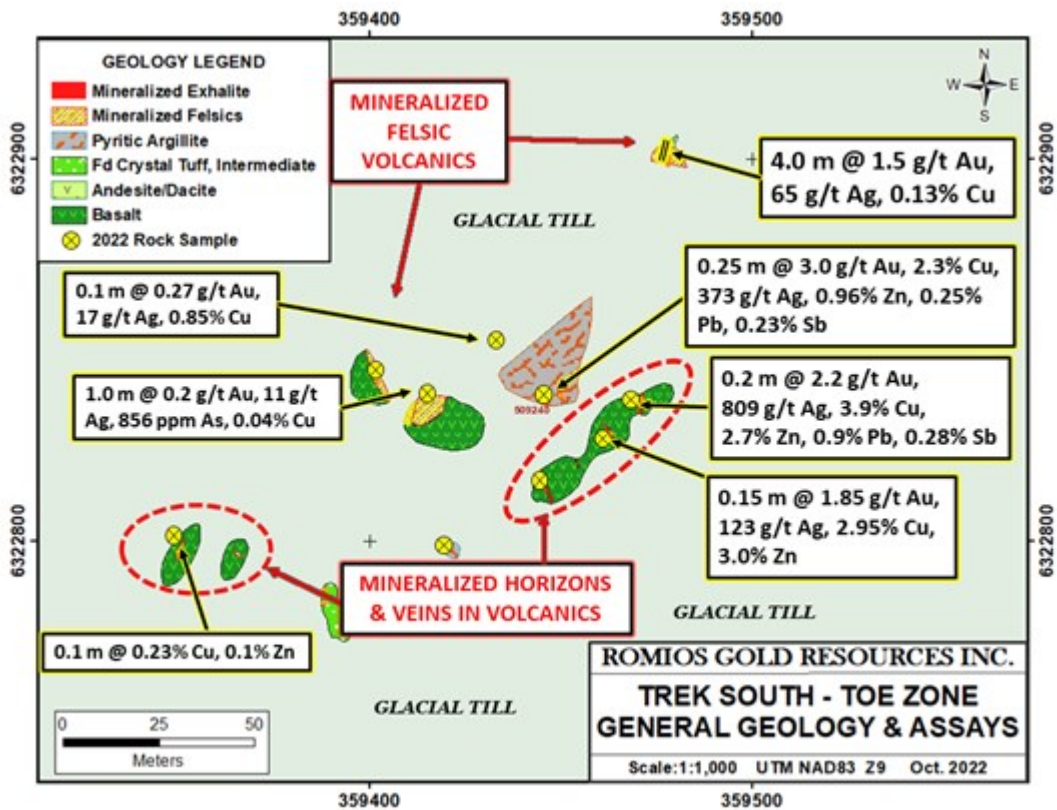 359400
359500
6322900
6322900
6322800
6322800
359400
359500
GEOLOGY LEGEND
Mineralized Exhalite
Mineralized Felsics
Pyritic Argillite
Fd Crystal Tuff, Intermediate
Andesite/Dacite
Basalt
2022 Rock Sample
MINERALIZED
FELSIC
VOLCANICS
N
W E
S
4.0 m @ 1.5 g/t Au,
65 g/t Ag, 0.13% Cu
GLACIAL TILL
0.1 m @ 0.27 g/t Au,
17 g/t Ag, 0.85% Cu
0.25 m @ 3.0 g/t Au, 2.3% Cu,
373 g/t Ag, 0.96% Zn, 0.25%
Pb, 0.23% Sb
1.0 m @ 0.2 g/t Au, 11 g/t
Ag, 856 ppm As, 0.04% Cu
509240
0.2 m @ 2.2 g/t Au,
809 g/t Ag, 3.9% Cu,
2.7% Zn, 0.9% Pb, 0.28% Sb
0.15 m @ 1.85 g/t Au,
123 g/t Ag, 2.95% Cu,
3.0% Zn
MINERALIZED HORIZONS
& VEINS IN VOLCANICS
GLACIAL TILL
0.1 m @ 0.23% Cu, 0.1% Zn
GLACIAL TILL
0 25 50
Meters
ROMIOS GOLD RESOURCES INC.
TREK SOUTH - TOE ZONE
GENERAL GEOLOGY & ASSAYS
Scale:1:1,000 UTM NAD83 Z9 Oct. 2022